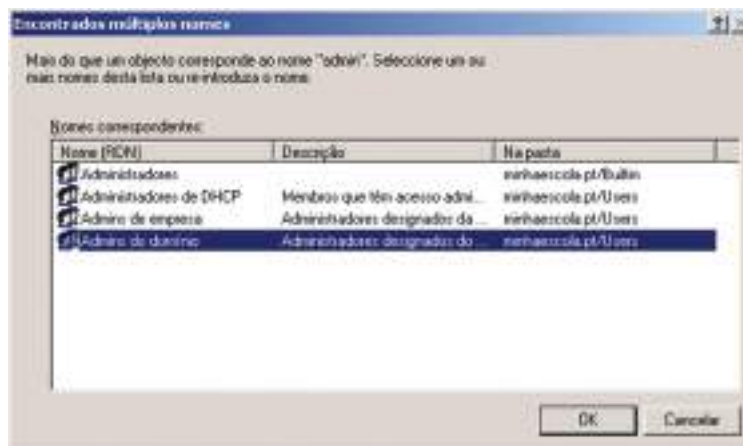 Encontrados múltiplos nomes
Mais do que um objecto corresponde ao nome "admin". Seleccione um ou
mais nomes desta lista ou re-introduza o nome.
Nomes correspondentes:
Nome (RDN) Descrição Na pasta
Administradores minhaescola.pt/Builtin
Administradores de DHCP Membros que têm acesso admi... minhaescola.pt/Users
Admins de empresa Administradores designados da ... minhaescola.pt/Users
Admins do domínio Administradores designados do ... minhaescola.pt/Users
OK Cancelar